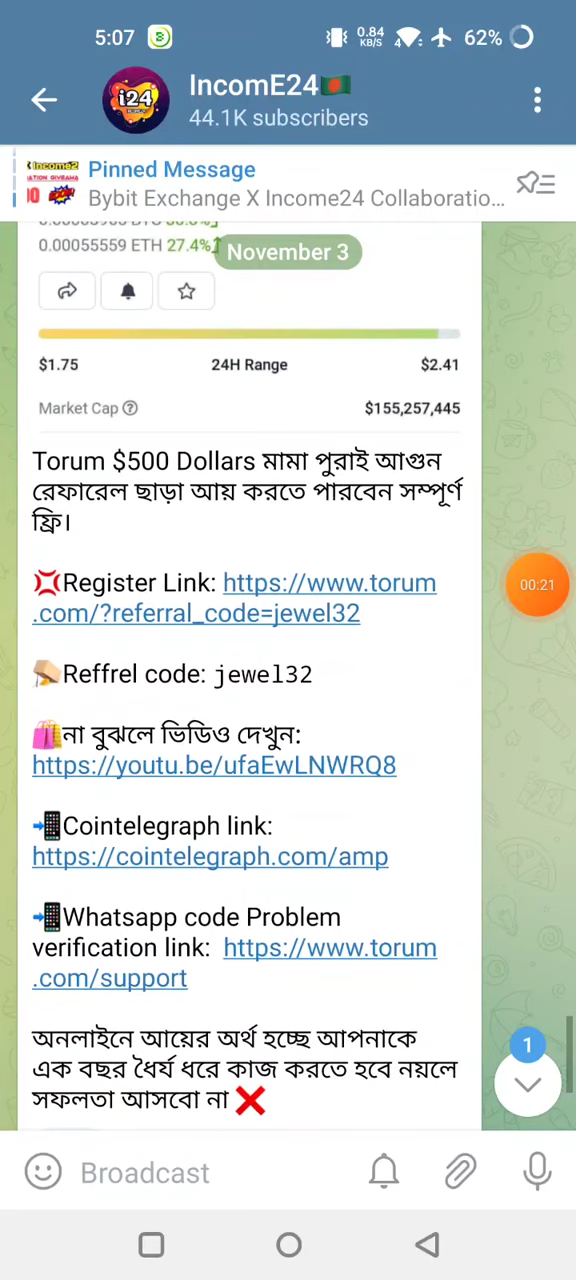 5:07
0.84
KB/S
4
62%
i24
IncomE24
44.1K subscribers
Pinned Message
Bybit Exchange X Income24 Collaboratio...
0.00055559 ETH 27.4%
November 3
$1.75 24H Range $2.41
Market Cap $155,257,445
Torum $500 Dollars মামা পুরাই আগুন
রেফারেল ছাড়া আয় করতে পারবেন সম্পূর্ণ
ফ্রি।
Register Link: https://www.torum
.com/?referral_code=jewel32
Reffrel code: jewel32
না বুঝলে ভিডিও দেখুন:
https://youtu.be/ufaEwLNWRQ8
Cointelegraph link:
https://cointelegraph.com/amp
Whatsapp code Problem
verification link: https://www.torum
.com/support
অনলাইনে আয়ের অর্থ হচ্ছে আপনাকে
এক বছর ধৈর্য ধরে কাজ করতে হবে নয়লে
সফলতা আসবো না
00:21
1
Broadcast